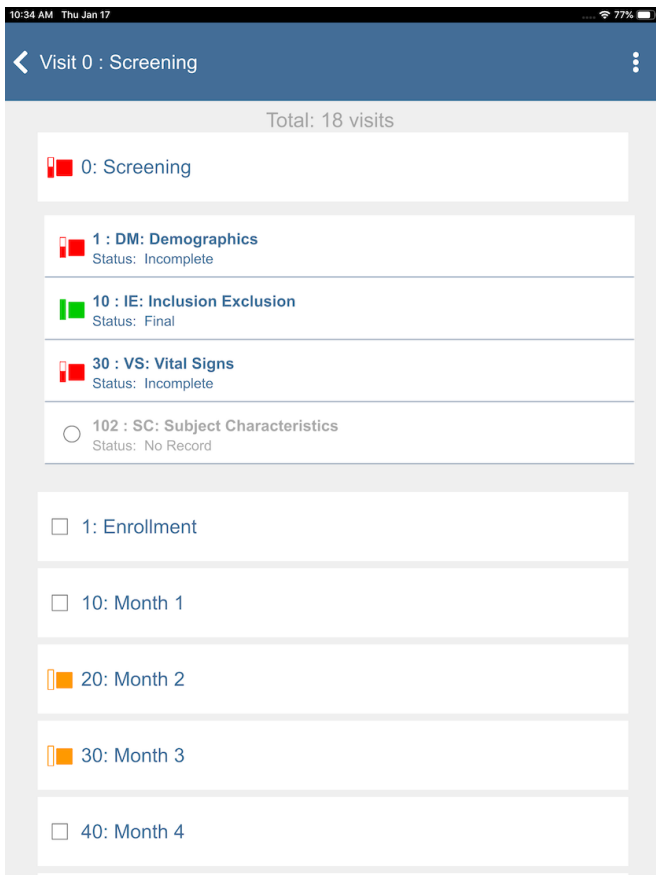 10:34 AM Thu Jan 17
77%
Visit 0 : Screening
Total: 18 visits
0: Screening
1 : DM: Demographics
Status: Incomplete
10 : IE: Inclusion Exclusion
Status: Final
30 : VS: Vital Signs
Status: Incomplete
102 : SC: Subject Characteristics
Status: No Record
1: Enrollment
10: Month 1
20: Month 2
30: Month 3
40: Month 4